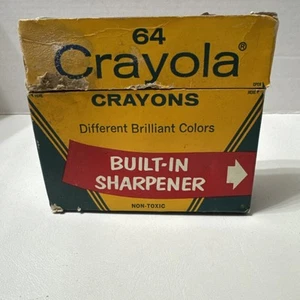 64
Crayola®
CRAYONS
Different Brilliant Colors
BUILT-IN
SHARPENER
NON-TOXIC